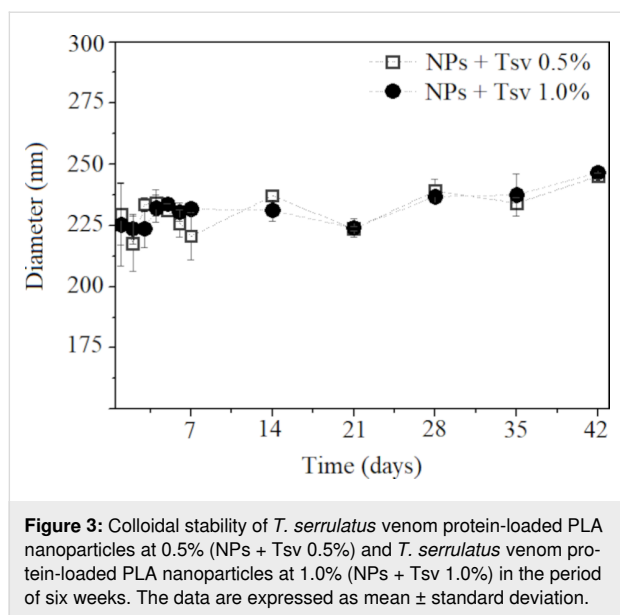 300
275
250
225
200
175
Diameter (nm)
NPs + Tsv 0.5%
NPs + Tsv 1.0%
7 14 21 28 35 42
Time (days)
Figure 3: Colloidal stability of T. serrulatus venom protein-loaded PLA
nanoparticles at 0.5% (NPs + Tsv 0.5%) and T. serrulatus venom pro-
tein-loaded PLA nanoparticles at 1.0% (NPs + Tsv 1.0%) in the period
of six weeks. The data are expressed as mean ± standard deviation.